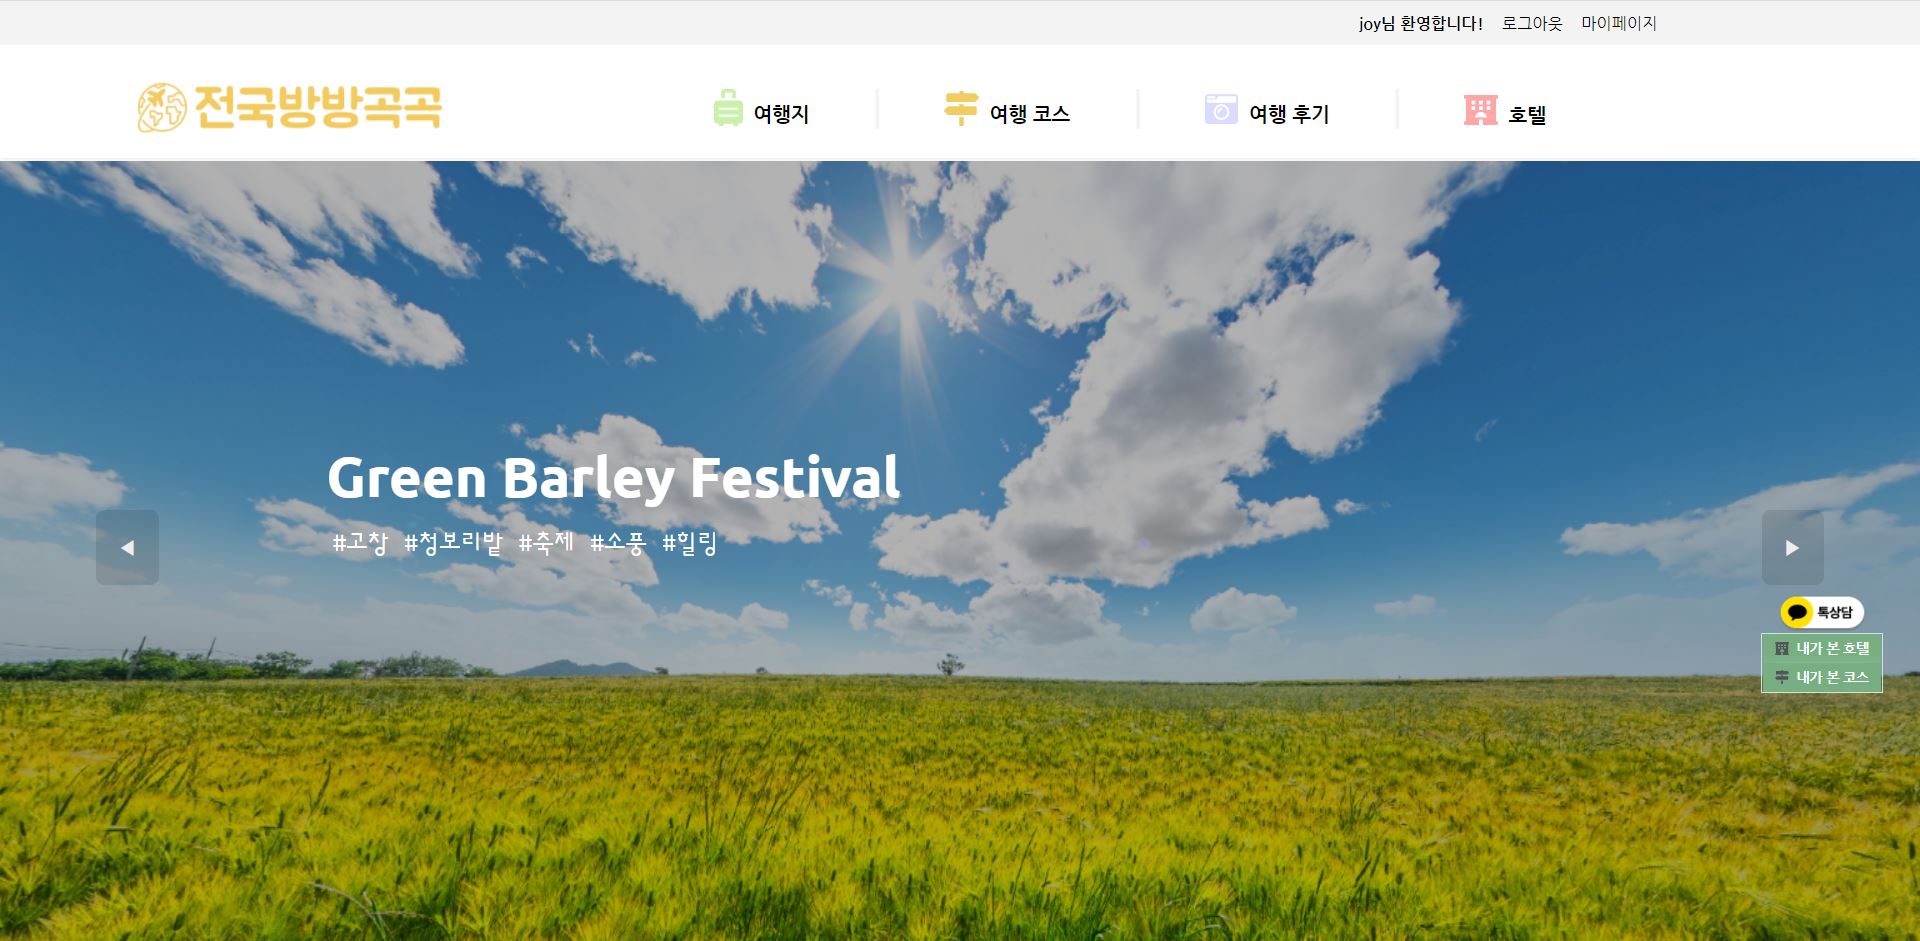 joy님 환영합니다! 로그아웃 마이페이지
전국방방곡곡
여행지 여행 코스 여행 후기 호텔
Green Barley Festival
#고창 #청보리밭 #축제 #소풍 #힐링
톡상담
내가 본 호텔
내가 본 코스